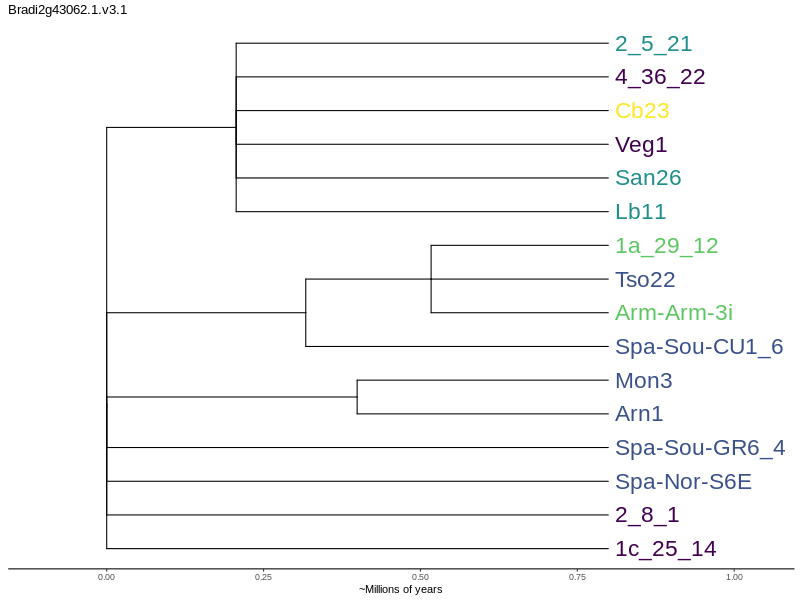 Bradi2g43062.1.v3.1
2_5_21
4_36_22
Cb23
Veg1
San26
Lb11
1a_29_12
Tso22
Arm-Arm-3i
Spa-Sou-CU1_6
Mon3
Arn1
Spa-Sou-GR6_4
Spa-Nor-S6E
2_8_1
1c_25_14
0.00 0.25 0.50 0.75 1.00
~Millions of years